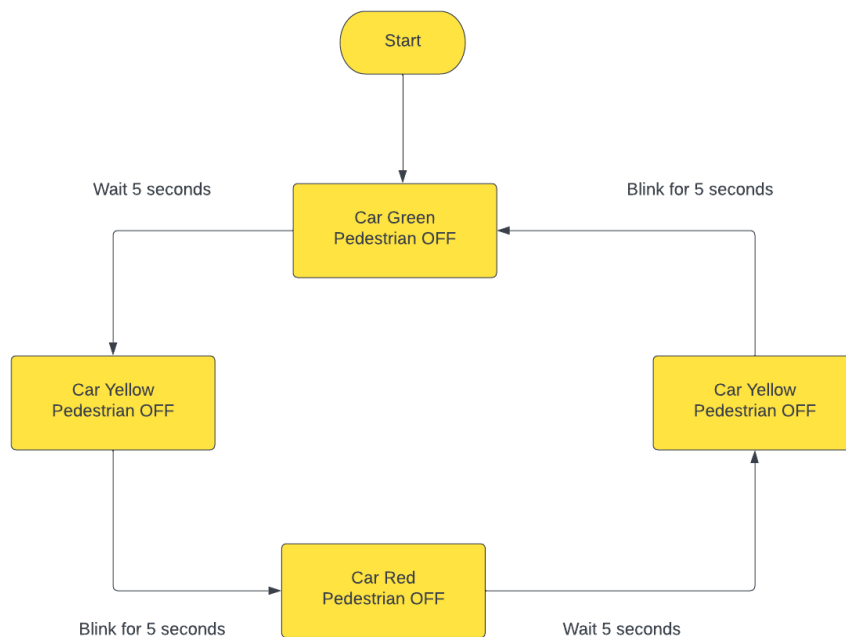 Start
Wait 5 seconds
Blink for 5 seconds
Car Green
Pedestrian OFF
Car Yellow
Pedestrian OFF
Car Yellow
Pedestrian OFF
Car Red
Pedestrian OFF
Blink for 5 seconds
Wait 5 seconds